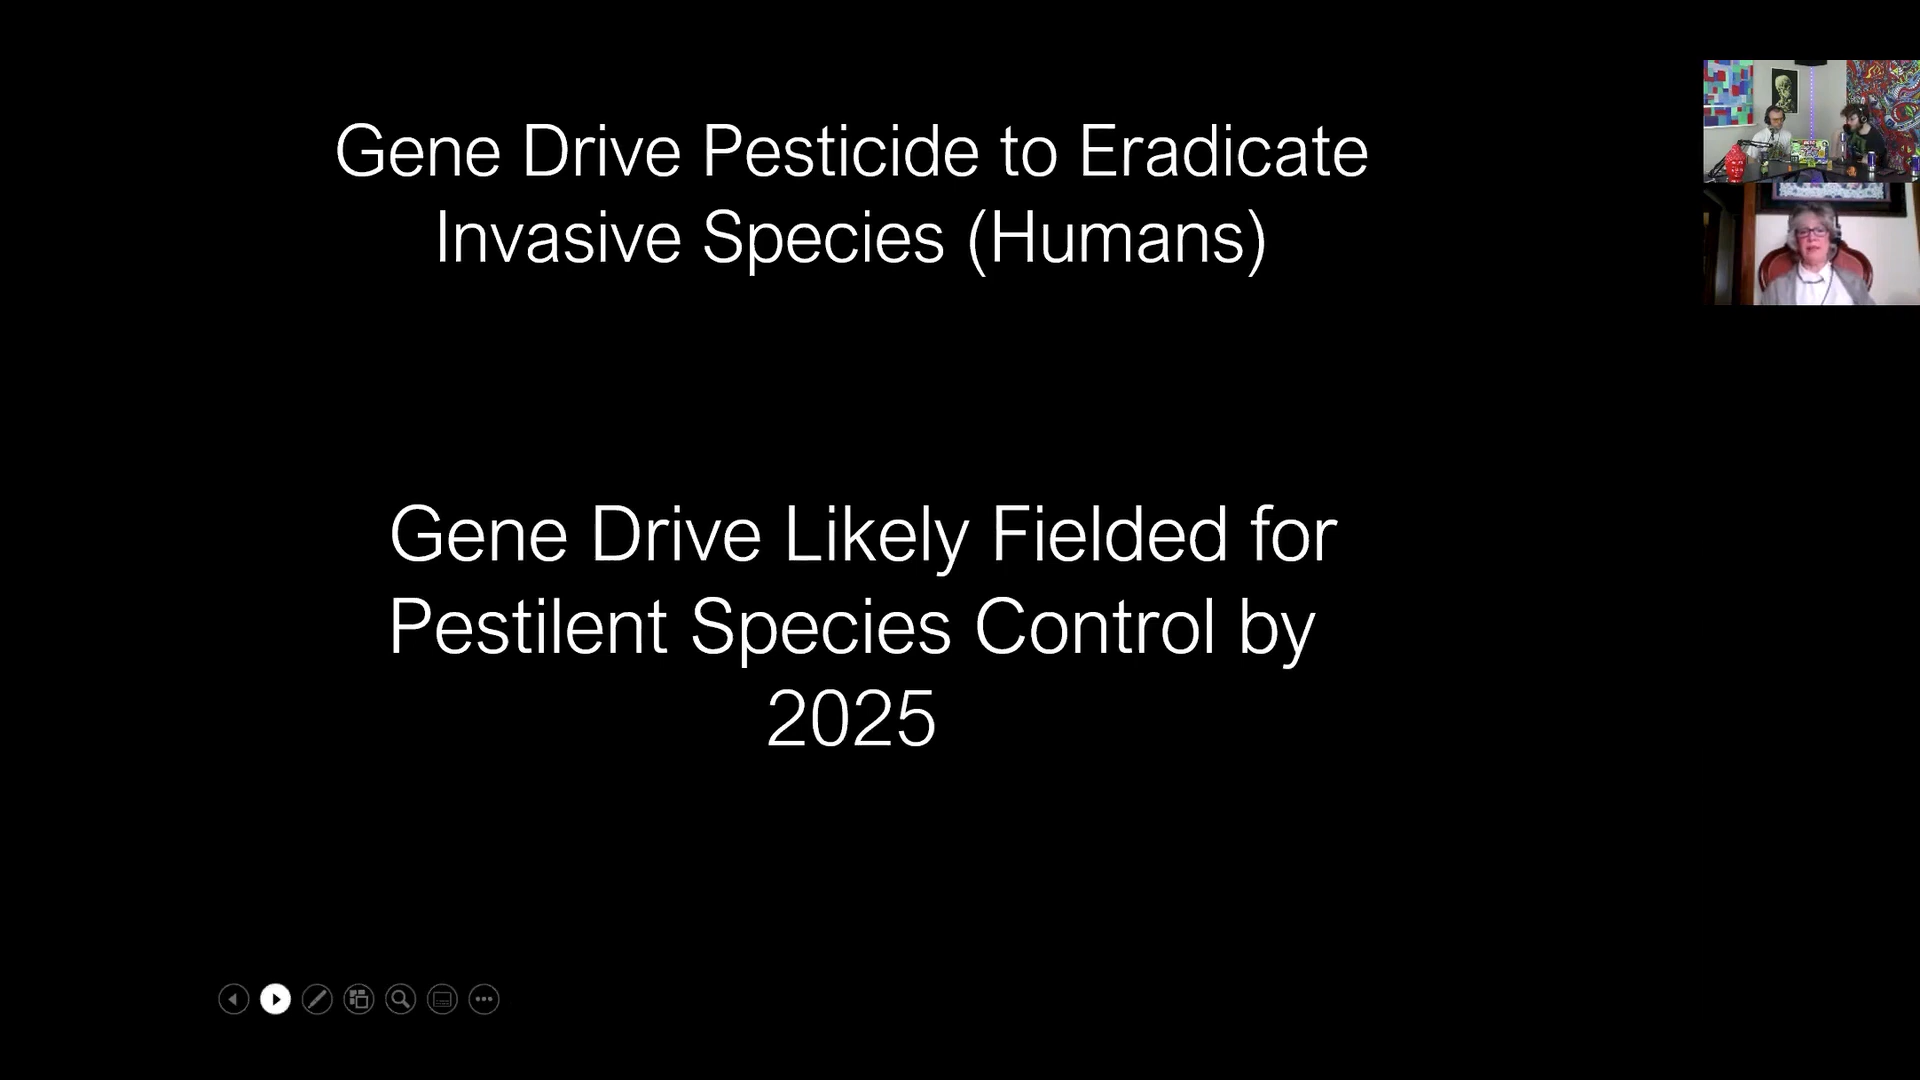 Gene Drive Pesticide to Eradicate
Invasive Species (Humans)
Gene Drive Likely Fielded for
Pestilent Species Control by
2025